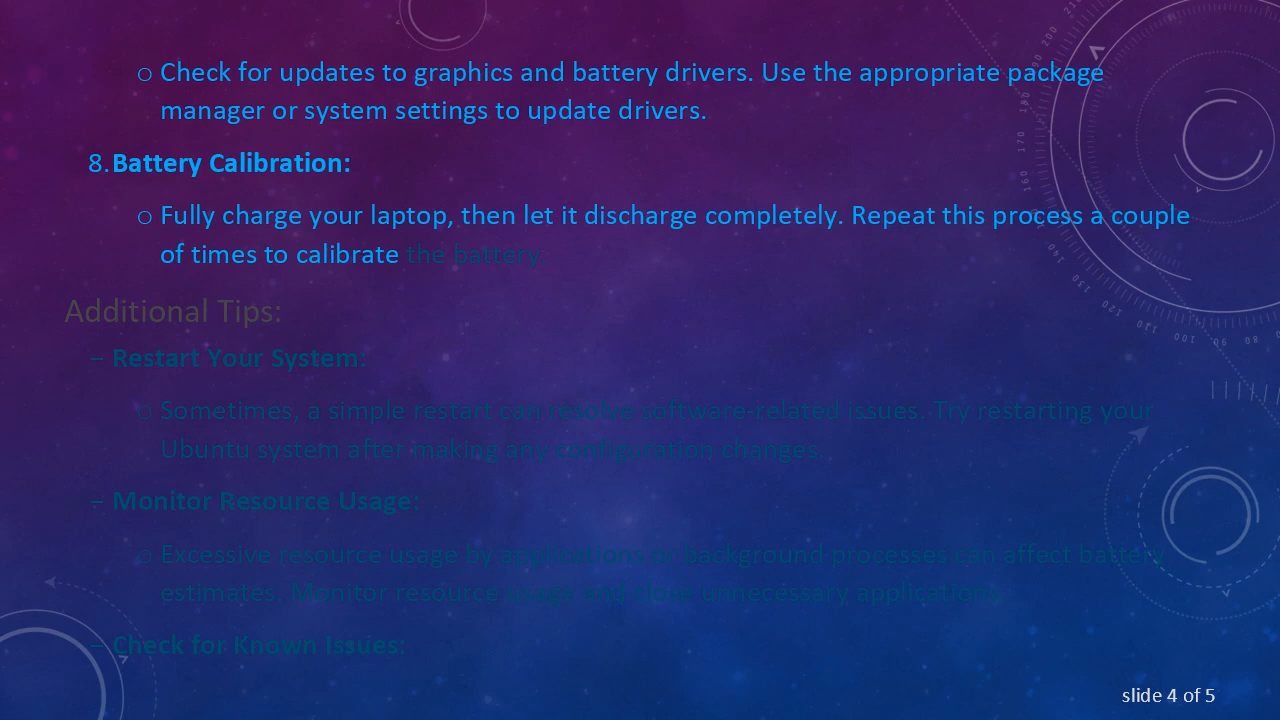 ○ Check for updates to graphics and battery drivers. Use the appropriate package
manager or system settings to update drivers.
8. Battery Calibration:
○ Fully charge your laptop, then let it discharge completely. Repeat this process a couple
of times to calibrate the battery.
Additional Tips:
– Restart Your System:
○ Sometimes, a simple restart can resolve software-related issues. Try restarting your
Ubuntu system after making any configuration changes.
– Monitor Resource Usage:
○ Excessive resource usage by applications or background processes can affect battery
estimates. Monitor resource usage and close unnecessary applications.
– Check for Known Issues:
slide 4 of 5